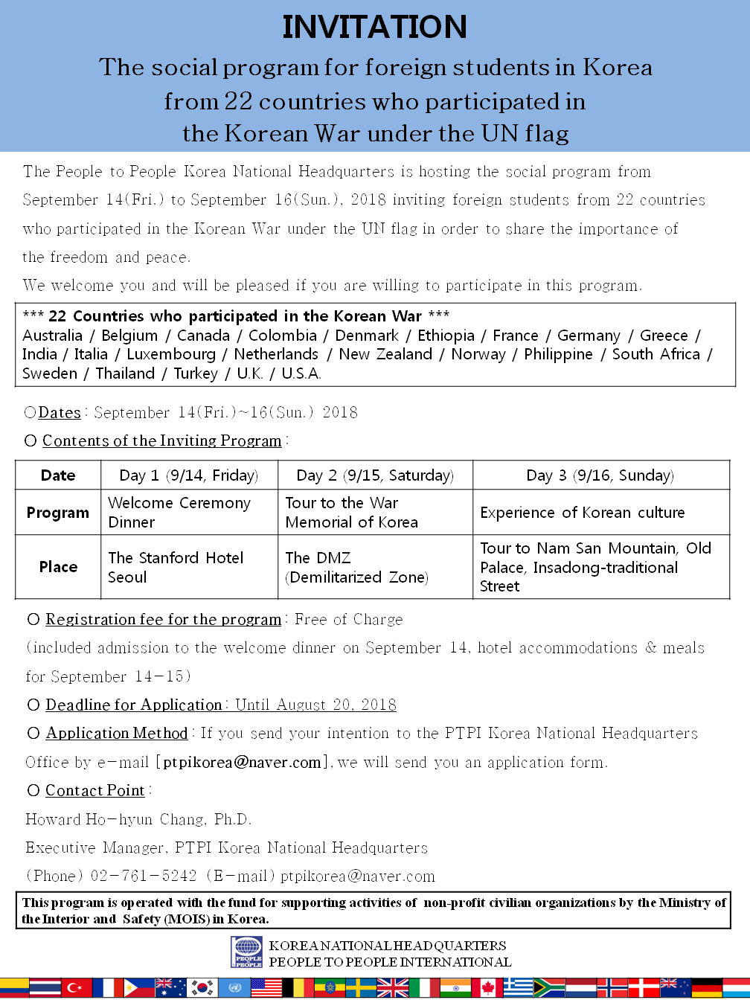 INVITATION
The social program for foreign students in Korea
from 22 countries who participated in
the Korean War under the UN flag
The People to People Korea National Headquarters is hosting the social program from
September 14(Fri.) to September 16(Sun.), 2018 inviting foreign students from 22 countries
who participated in the Korean War under the UN flag in order to share the importance of
the freedom and peace.
We welcome you and will be pleased if you are willing to participate in this program.
*** 22 Countries who participated in the Korean War ***
Australia / Belgium / Canada / Colombia / Denmark / Ethiopia / France / Germany / Greece /
India / Italia / Luxembourg / Netherlands / New Zealand / Norway / Philippine / South Africa /
Sweden / Thailand / Turkey / U.K. / U.S.A.
○Dates : September 14(Fri.)~16(Sun.) 2018
○ Contents of the Inviting Program :
Date
Day 1 (9/14, Friday)
Day 2 (9/15, Saturday)
Day 3 (9/16, Sunday)
Program
Welcome Ceremony
Dinner
Tour to the War
Memorial of Korea
Experience of Korean culture
Place
The Stanford Hotel
Seoul
The DMZ
(Demilitarized Zone)
Tour to Nam San Mountain, Old
Palace, Insadong-traditional
Street
○ Registration fee for the program : Free of Charge
(included admission to the welcome dinner on September 14, hotel accommodations & meals
for September 14-15)
○ Deadline for Application : Until August 20, 2018
○ Application Method : If you send your intention to the PTPI Korea National Headquarters
Office by e-mail [ptpikorea@naver.com], we will send you an application form.
○ Contact Point :
Howard Ho-hyun Chang, Ph.D.
Executive Manager, PTPI Korea National Headquarters
(Phone) 02-761-5242 (E-mail) ptpikorea@naver.com
This program is operated with the fund for supporting activities of non-profit civilian organizations by the Ministry of
the Interior and Safety (MOIS) in Korea.
PEOPLE
PEOPLE
KOREA NATIONAL HEADQUARTERS
PEOPLE TO PEOPLE INTERNATIONAL